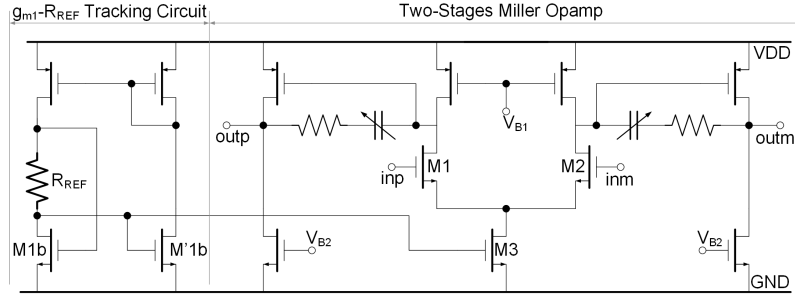 gm1-RREF Tracking Circuit
Two-Stages Miller Opamp
VDD
outp
VB1
outm
M1
M2
inp
inm
RREF
M1b
M'1b
VB2
M3
VB2
GND